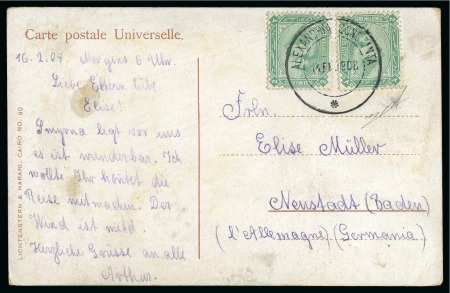 Carte postale Universelle.
16.2.08. Morgens 6 Uhr.
Liebe Eltern liebe
Elise!
Smyrna liegt vor uns
es ist wunderbar. Ich
wollte Ihr könntet die
Reise mitmachen. Der
Wind ist mild.
Herzliche Grüsse an alle
Arthur.
LICHTENSTERN & HARARI, CAIRO NO. 90
ALEXANDRIA
Frln.
Elise Müller
Neustadt (Baden)
(l'Allemagne) (Germania)